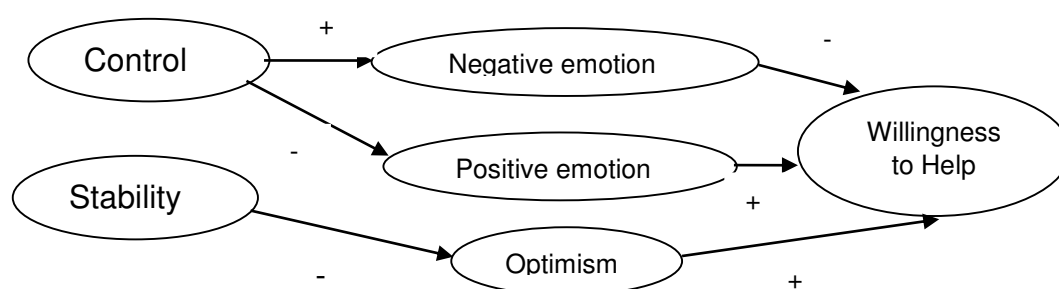 +
-
Control
Negative emotion
Willingness
to Help
-
Positive emotion
+
Stability
Optimism
-
+